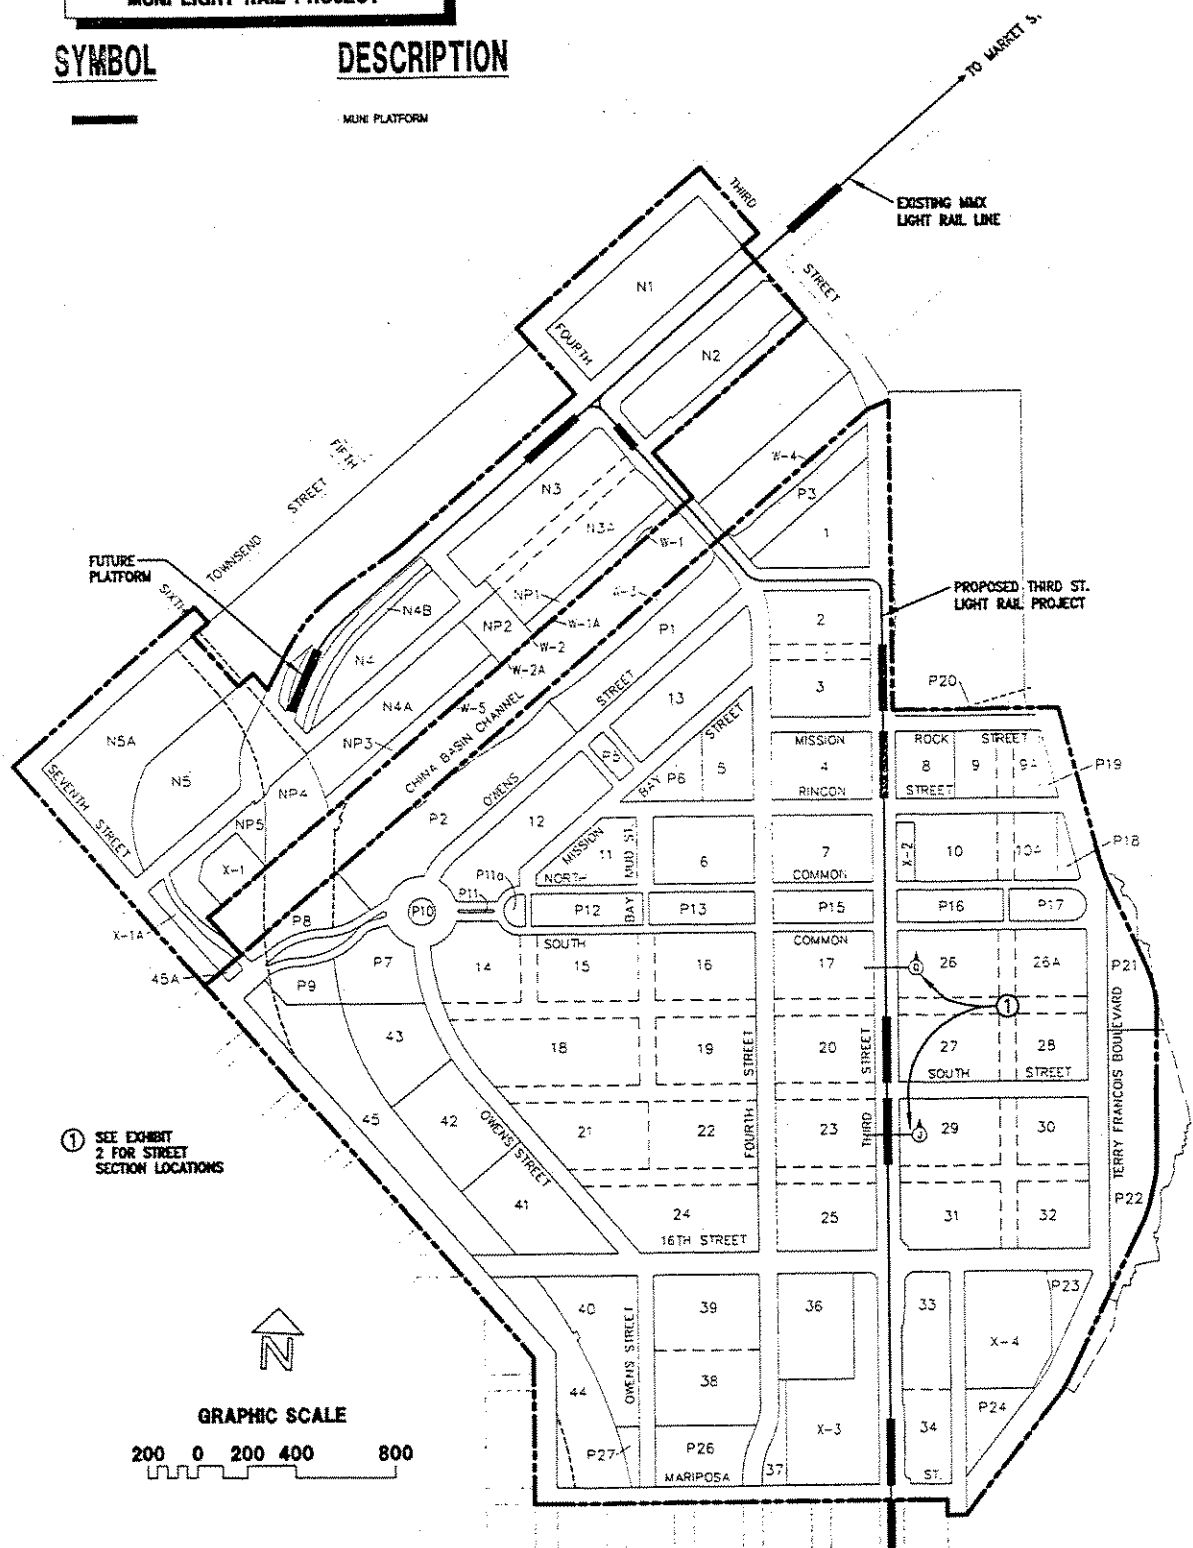 MUNI LIGHT RAIL PROJECT
SYMBOL
DESCRIPTION
MUNI PLATFORM
TO MARKET
EXISTING MMX
LIGHT RAIL LINE
THIRD
STREET
N1
FOURTH
N2
FIFTH
STREET
TOWNSEND
SIXTH
FUTURE
PLATFORM
N3
N3A
W-4
P3
1
W-1
PROPOSED THIRD ST.
LIGHT RAIL PROJECT
N4B
NP1
W-3
W-1A
NP2
W-2
W-2A
P1
2
N4
N4A
W-5
CHINA BASIN CHANNEL
STREET
13
3
P20
N5A
N5
NP3
NP4
NP5
SEVENTH
STREET
OWENS
P5
BAY
STREET
P6
5
MISSION
4
RINCON
ROCK
STREET
8
9
9A
STREET
P19
P2
12
MISSION
11
NORTH
MUD ST.
BAY
6
7
COMMON
X-2
10
10A
P18
X-1
X-1A
P8
P10
P11
P11a
P12
P13
P15
P16
P17
45A
P9
P7
14
SOUTH
15
16
COMMON
17
26
26A
P21
1
43
18
19
FOURTH
STREET
20
THIRD
STREET
27
SOUTH
28
STREET
TERRY FRANCOIS BOULEVARD
45
42
OWENS
STREET
21
22
23
29
30
1 SEE EXHIBIT
2 FOR STREET
SECTION LOCATIONS
41
24
16TH STREET
25
31
32
P22
40
OWENS STREET
39
36
33
P23
X-4
44
38
P24
N
P27
P26
MARIPOSA
37
X-3
34
ST.
GRAPHIC SCALE
200 0 200 400 800